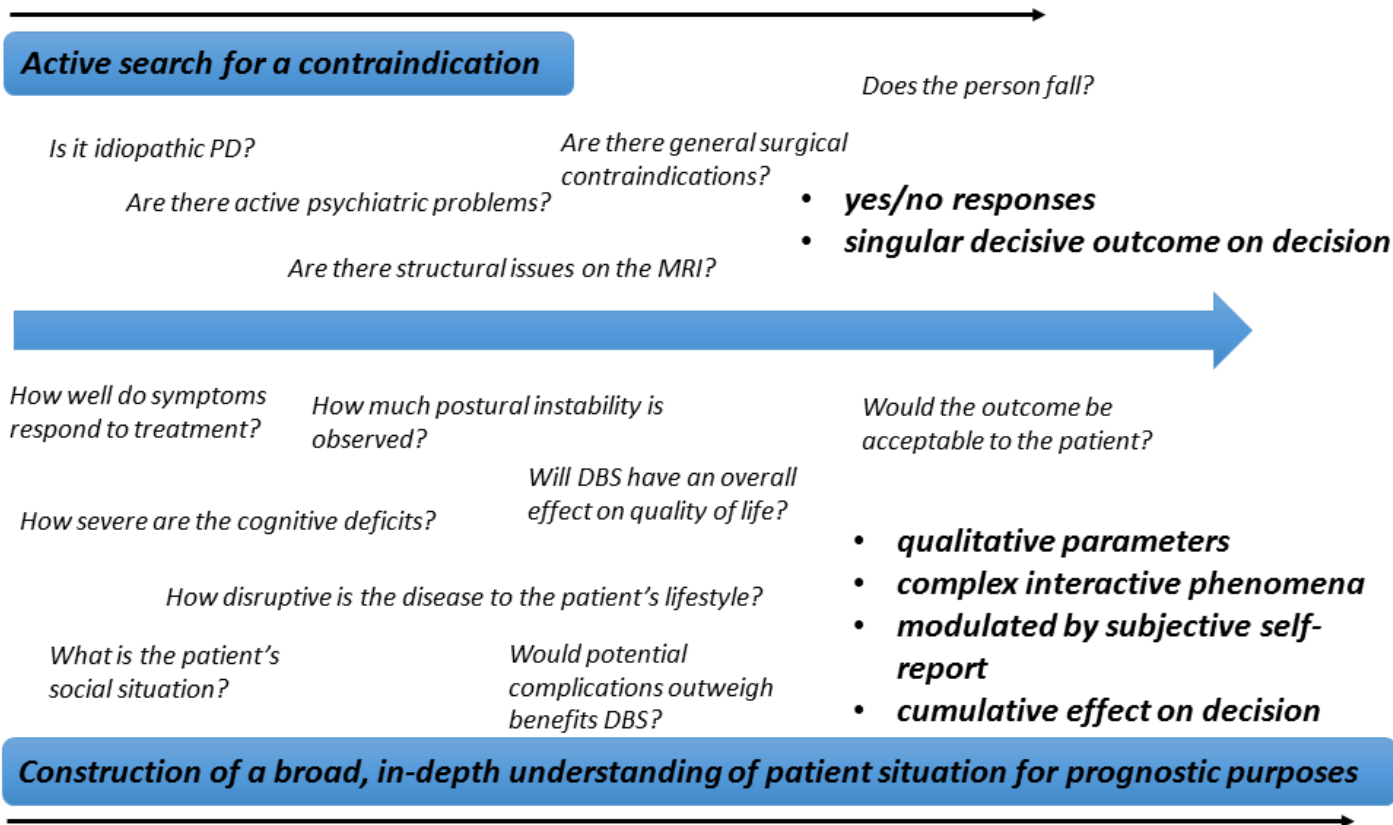 Active search for a contraindication
Does the person fall?
Is it idiopathic PD?
Are there general surgical
contraindications?
Are there active psychiatric problems?
• yes/no responses
• singular decisive outcome on decision
Are there structural issues on the MRI?
How well do symptoms
respond to treatment?
How much postural instability is
observed?
Would the outcome be
acceptable to the patient?
Will DBS have an overall
effect on quality of life?
How severe are the cognitive deficits?
• qualitative parameters
• complex interactive phenomena
• modulated by subjective self-
report
• cumulative effect on decision
How disruptive is the disease to the patient's lifestyle?
What is the patient's
social situation?
Would potential
complications outweigh
benefits DBS?
Construction of a broad, in-depth understanding of patient situation for prognostic purposes